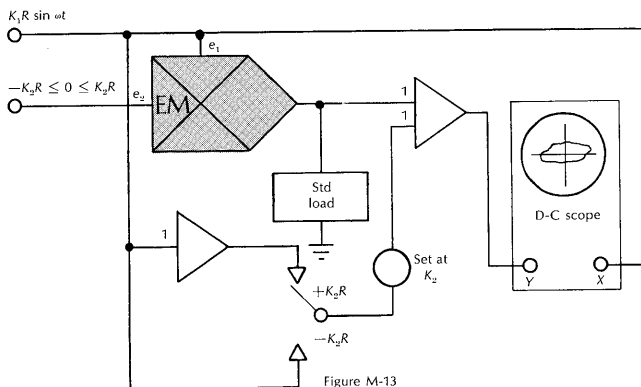 K₁R sin ωt
e₁
−K₂R ≤ 0 ≤ K₂R
e₂
EM
1
1
Std
load
D-C scope
1
Set at
K₂
+K₂R
−K₂R
Y
X
Figure M-13